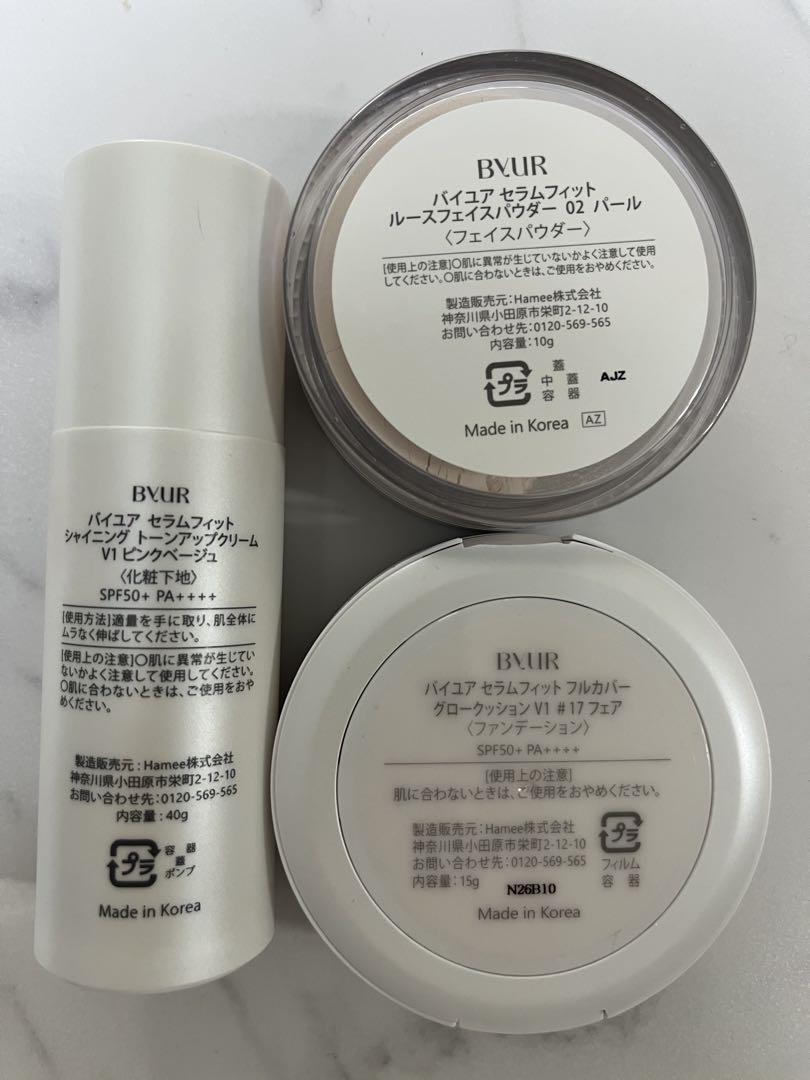 BYUR
バイユア セラムフィット
ルースフェイスパウダー 02 パール
〈フェイスパウダー〉
[使用上の注意]〇肌に異常が生じていないかよく注意して使用
してください。〇肌に合わないときは、ご使用をおやめください。
製造販売元：Hamee株式会社
神奈川県小田原市栄町2-12-10
お問い合わせ先：0120-569-565
内容量：10g
プラ
蓋
中 蓋
容 器
AJZ
Made in Korea AZ
BYUR
バイユア セラムフィット
シャイニング トーンアップクリーム
V1 ピンクベージュ
〈化粧下地〉
SPF50+ PA++++
[使用方法]適量を手に取り、肌全体に
ムラなく伸ばしてください。
[使用上の注意]〇肌に異常が生じてい
ないかよく注意して使用してください。
〇肌に合わないときは、ご使用をおや
めください。
製造販売元：Hamee株式会社
神奈川県小田原市栄町2-12-10
お問い合わせ先：0120-569-565
内容量：40g
プラ
容 器
蓋
ポンプ
Made in Korea
BYUR
バイユア セラムフィット フルカバー
グロークッション V1 #17 フェア
〈ファンデーション〉
SPF50+ PA++++
[使用上の注意]
肌に合わないときは、ご使用をおやめください。
製造販売元：Hamee株式会社
神奈川県小田原市栄町2-12-10
お問い合わせ先：0120-569-565
内容量：15g
N26B10
プラ
フィルム
容 器
Made in Korea